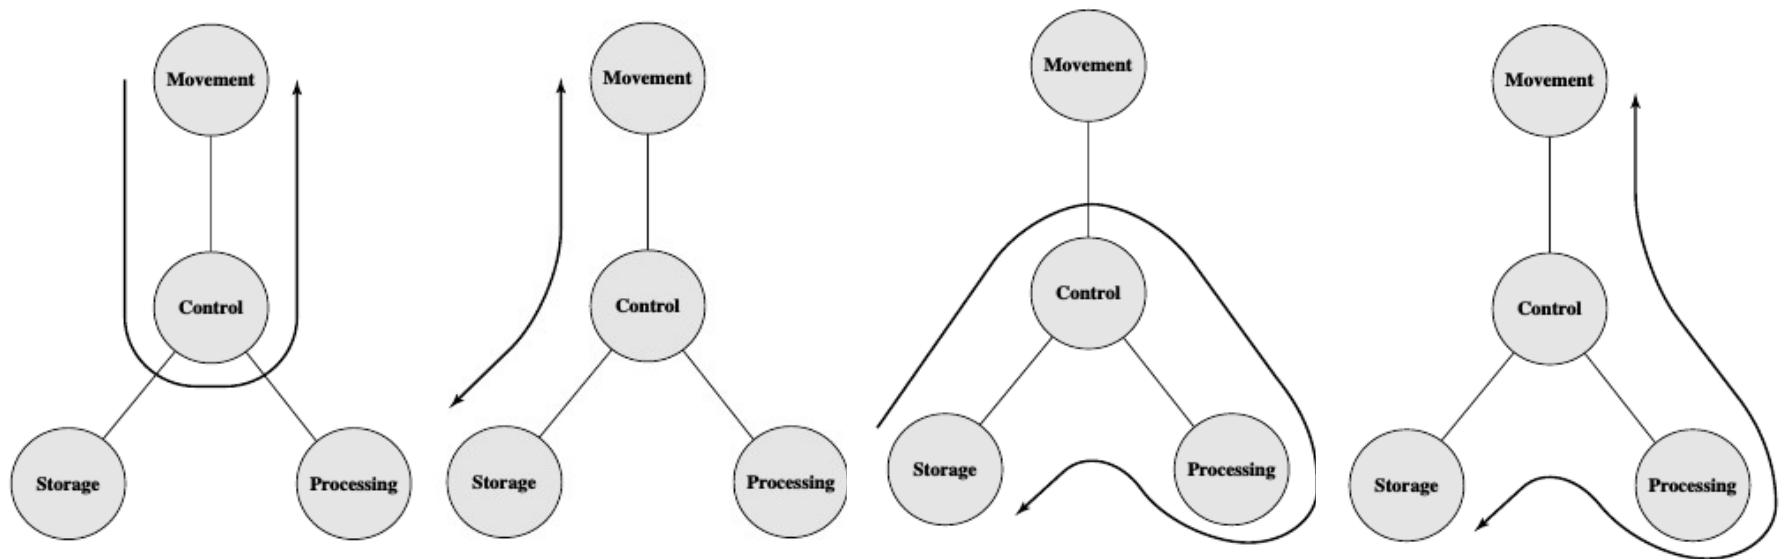 Movement
Control
Storage
Processing
Movement
Control
Storage
Processing
Movement
Control
Storage
Processing
Movement
Control
Storage
Processing